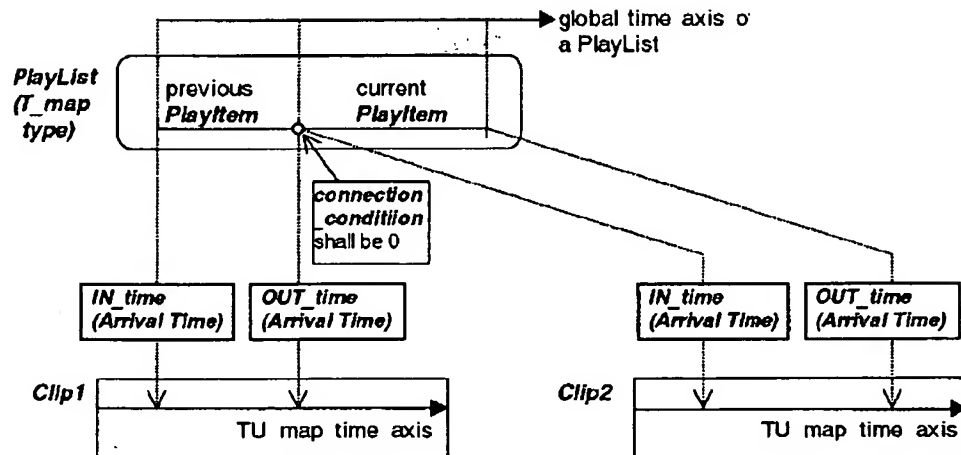 global time axis o
a PlayList
PlayList
(T_map
type)
previous
PlayItem
current
PlayItem
connection
_conditiion
shall be 0
IN_time
(Arrival Time)
OUT_time
(Arrival Time)
IN_time
(Arrival Time)
OUT_time
(Arrival Time)
Clip1
TU map time axis
Clip2
TU map time axis